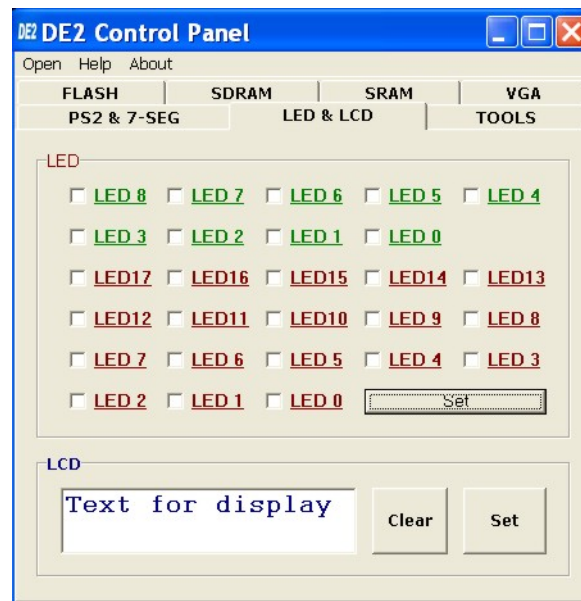 DE2 DE2 Control Panel
Open Help About
FLASH SDRAM SRAM VGA
PS2 & 7-SEG LED & LCD TOOLS
LED
LED 8 LED 7 LED 6 LED 5 LED 4
LED 3 LED 2 LED 1 LED 0
LED17 LED16 LED15 LED14 LED13
LED12 LED11 LED10 LED 9 LED 8
LED 7 LED 6 LED 5 LED 4 LED 3
LED 2 LED 1 LED 0 Set
LCD
Text for display
Clear Set